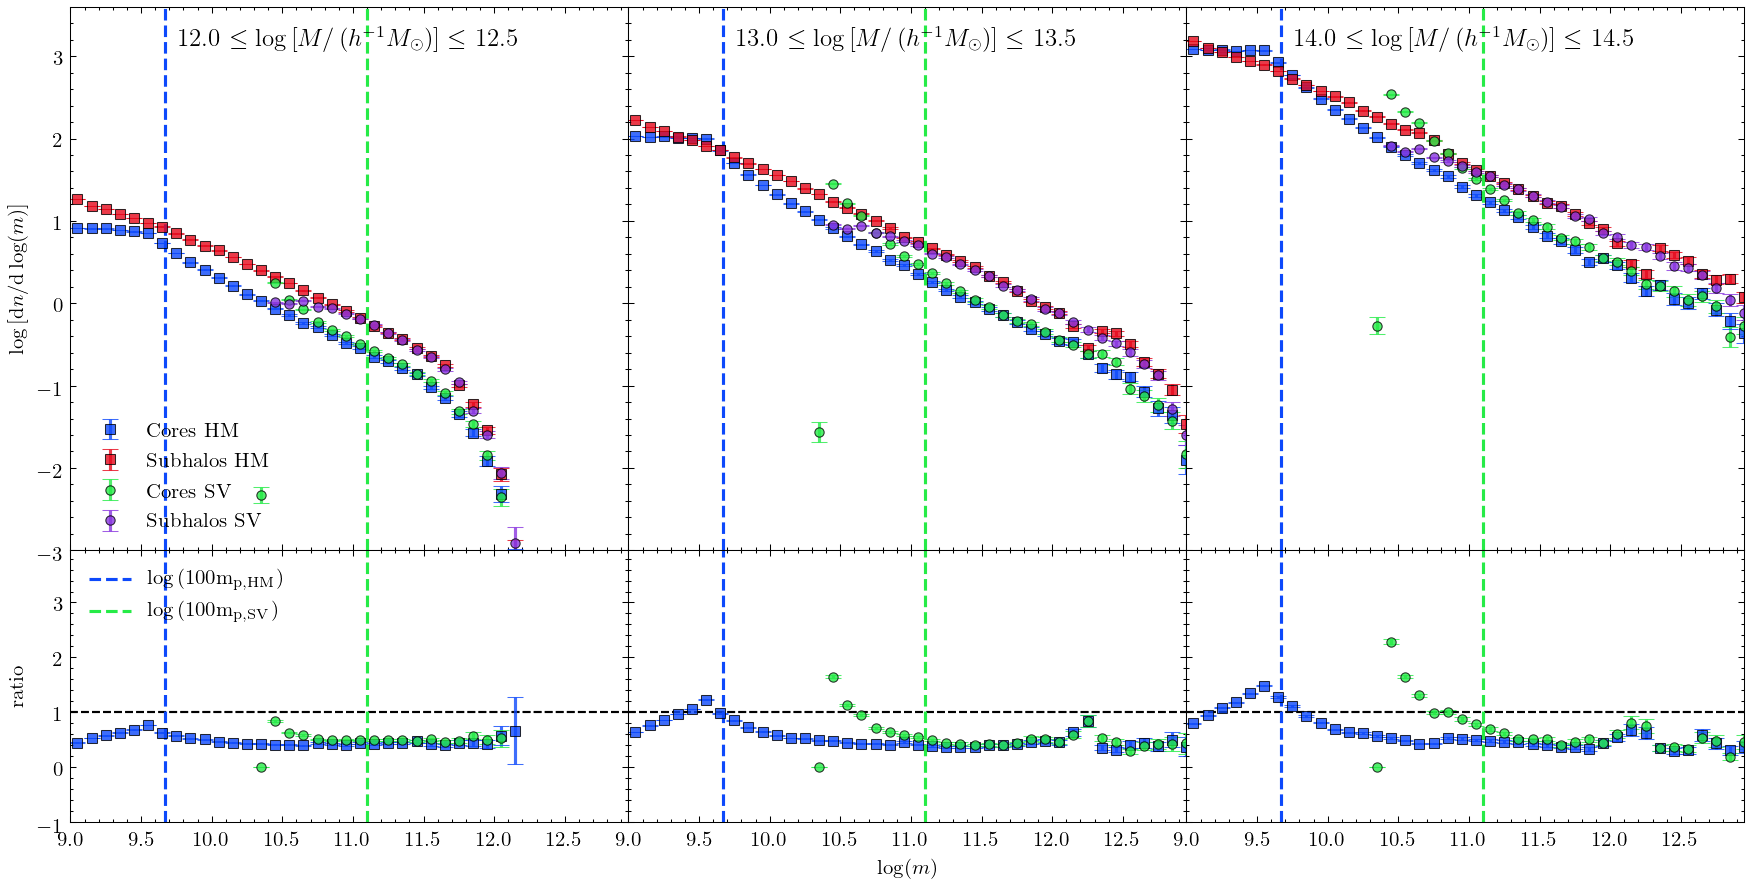 12.0 ≤ log [M/ (h⁻¹M⊙)] ≤ 12.5
13.0 ≤ log [M/ (h⁻¹M⊙)] ≤ 13.5
14.0 ≤ log [M/ (h⁻¹M⊙)] ≤ 14.5
3
2
1
0
−1
−2
−3
log [dn/d log(m)]
Cores HM
Subhalos HM
Cores SV
Subhalos SV
log (100m_p,HM)
log (100m_p,SV)
3
2
1
0
−1
ratio
9.0 9.5 10.0 10.5 11.0 11.5 12.0 12.5 9.0 9.5 10.0 10.5 11.0 11.5 12.0 12.5 9.0 9.5 10.0 10.5 11.0 11.5 12.0 12.5
log(m)